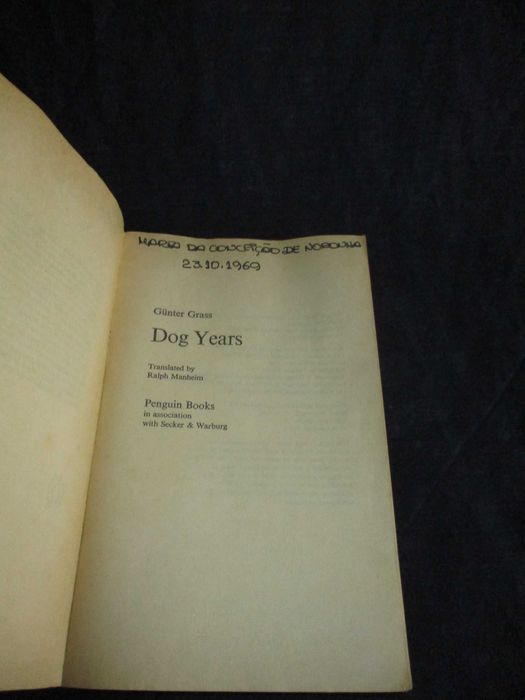 MARIA DA CONCEIÇÃO DE NORONHA
23.10.1969
Günter Grass
Dog Years
Translated by
Ralph Manheim
Penguin Books
in association
with Secker & Warburg